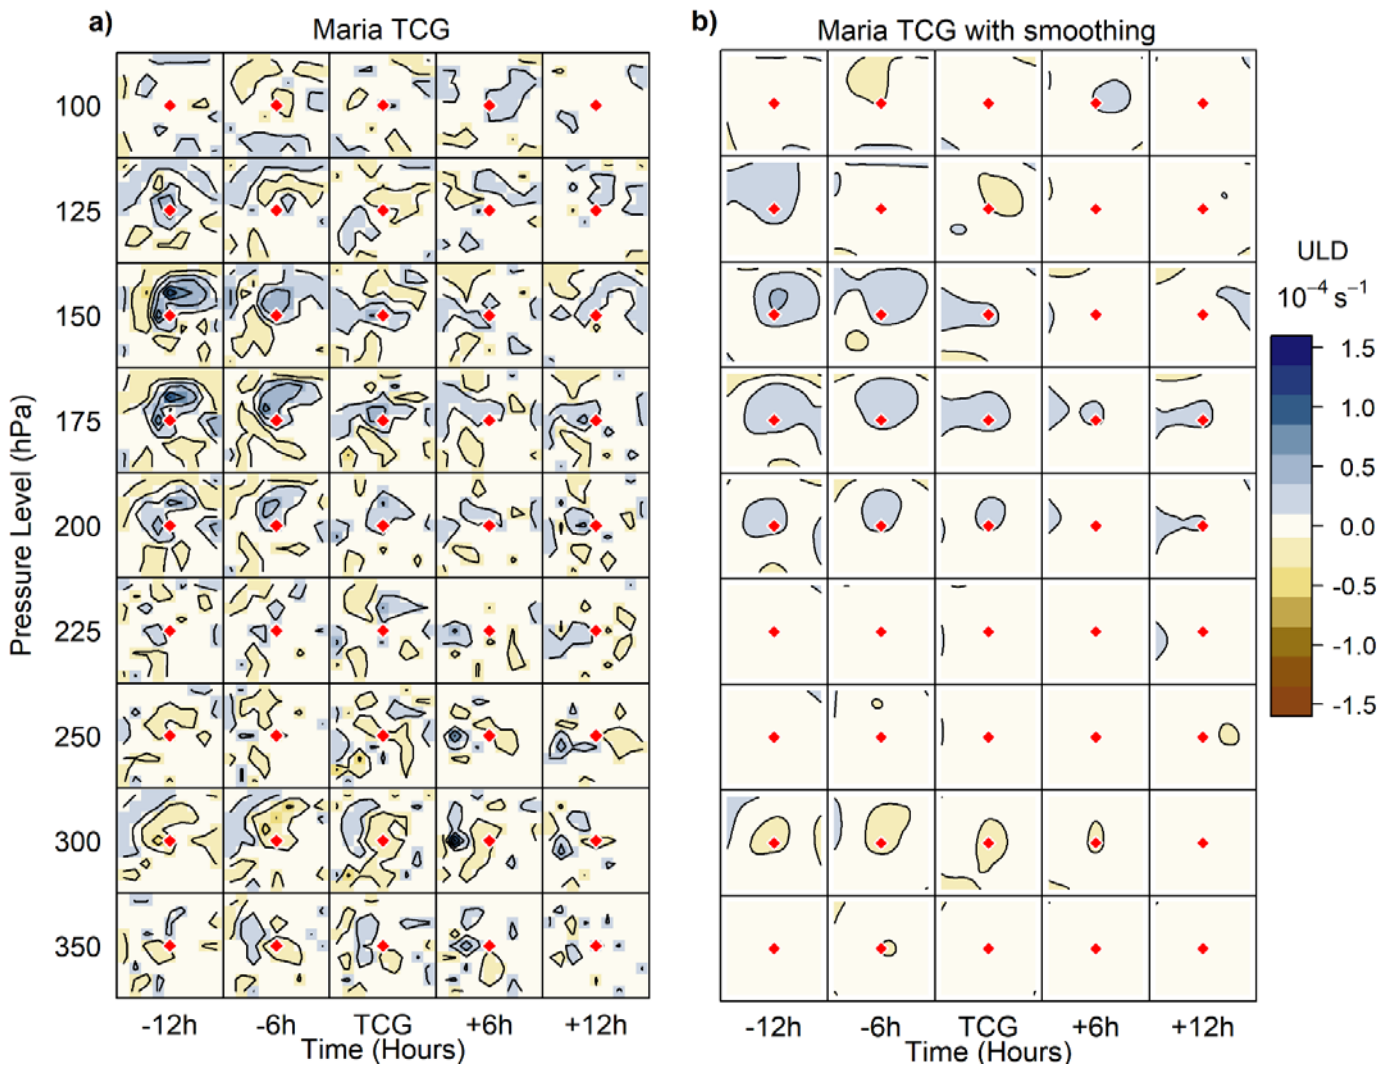 a)
Maria TCG
b)
Maria TCG with smoothing
Pressure Level (hPa)
100
125
150
175
200
225
250
300
350
-12h
-6h
TCG
+6h
+12h
Time (Hours)
-12h
-6h
TCG
+6h
+12h
Time (Hours)
ULD
10⁻⁴ s⁻¹
1.5
1.0
0.5
0.0
-0.5
-1.0
-1.5